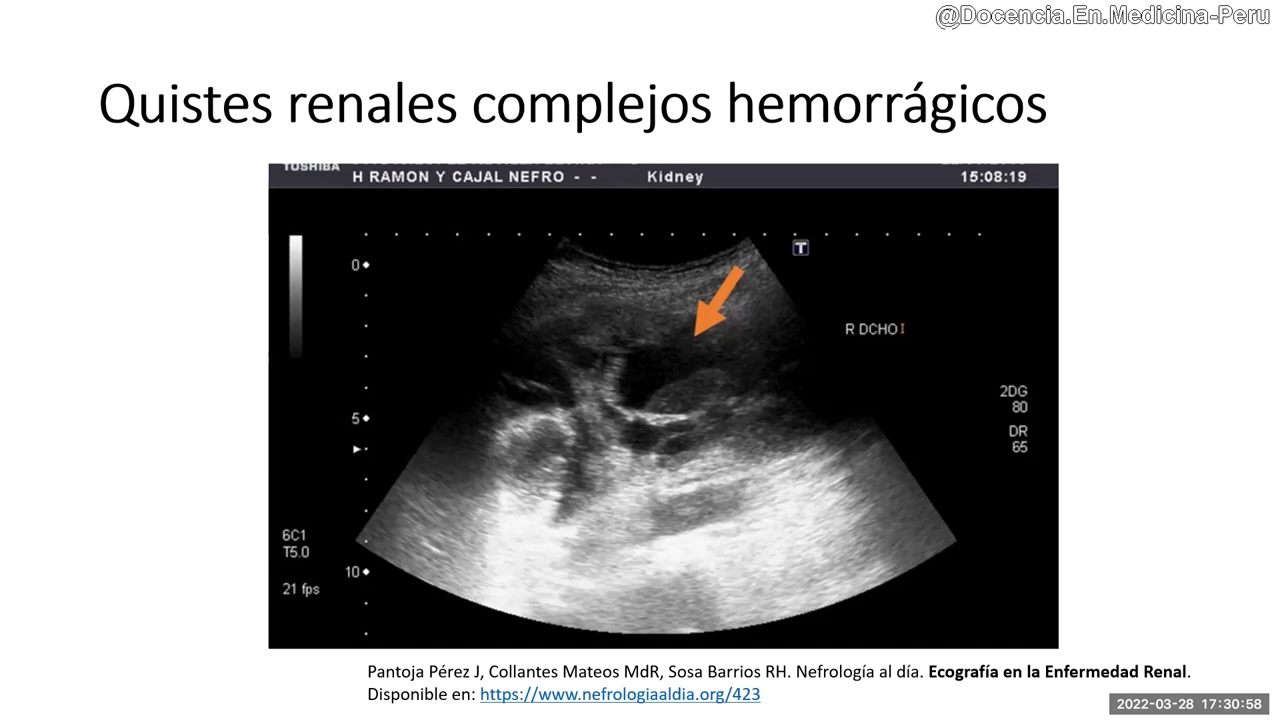 @Docencia.En.Medicina-Peru
Quistes renales complejos hemorrágicos
TOSHIBA
H RAMON Y CAJAL NEFRO - - Kidney 15:08:19
T
0
R DCHO
2DG
80
5
DR
65
6C1
T5.0
10
21 fps
Pantoja Pérez J, Collantes Mateos MdR, Sosa Barrios RH. Nefrología al día. Ecografía en la Enfermedad Renal.
Disponible en: https://www.nefrologiaaldia.org/423
2022-03-28 17:30:58